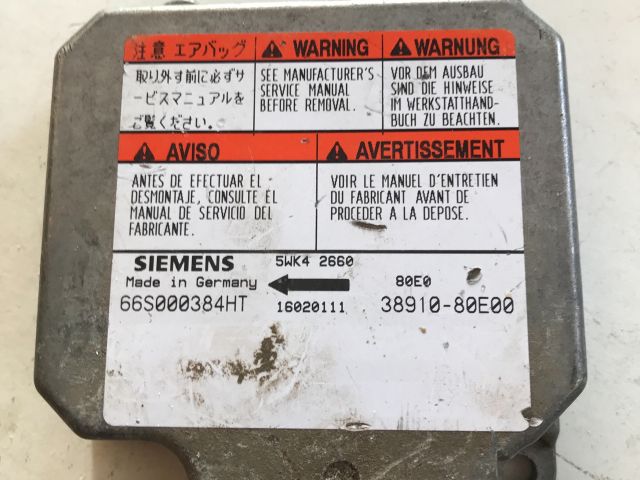 注意 エアバッグ
取り外す前に必ずサ
ービスマニュアルを
ご覧ください。
WARNING
SEE MANUFACTURER'S
SERVICE MANUAL
BEFORE REMOVAL.
WARNUNG
VOR DEM AUSBAU
SIND DIE HINWEISE
IM WERKSTATTHAND-
BUCH ZU BEACHTEN.
AVISO
ANTES DE EFECTUAR EL
DESMONTAJE, CONSULTE EL
MANUAL DE SERVICIO DEL
FABRICANTE.
AVERTISSEMENT
VOIR LE MANUEL D'ENTRETIEN
DU FABRICANT AVANT DE
PROCEDER A LA DEPOSE.
SIEMENS 5WK4 2660
Made in Germany 80E0
66S000384HT 16020111 38910-80E00